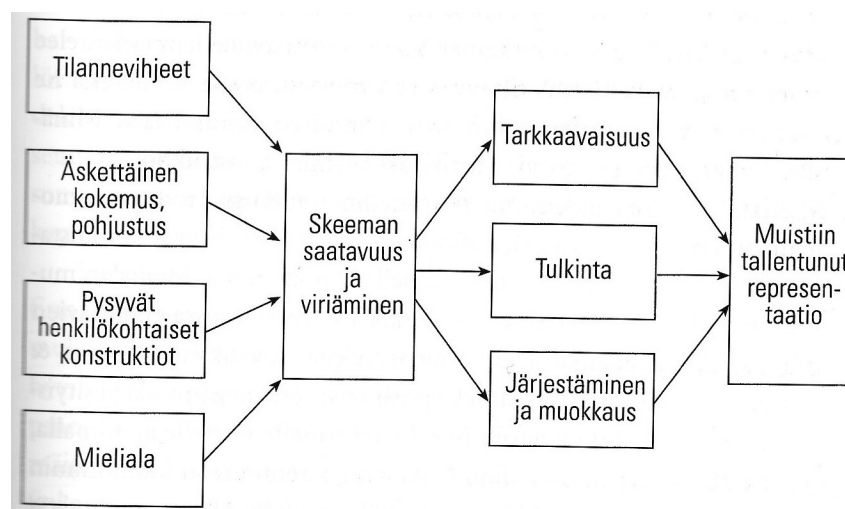 Tilannevihjeet
Äskettäinen
kokemus,
pohjustus
Pysyvät
henkilökohtaiset
konstruktiot
Mieliala
Skeeman
saatavuus
ja
viriäminen
Tarkkaavaisuus
Tulkinta
Järjestäminen
ja muokkaus
Muistiin
tallentunut
represen-
taatio